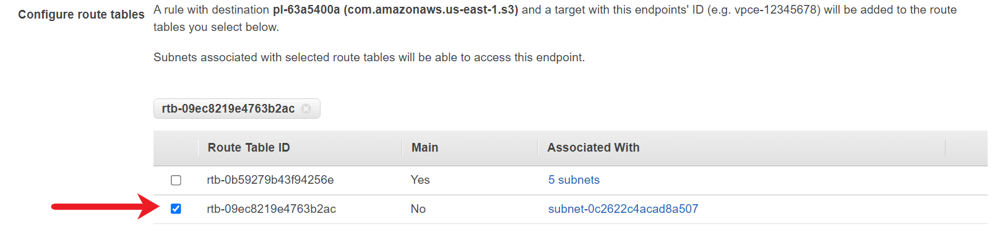 Configure route tables
A rule with destination pl-63a5400a (com.amazonaws.us-east-1.s3) and a target with this endpoints' ID (e.g. vpce-12345678) will be added to the route
tables you select below.
Subnets associated with selected route tables will be able to access this endpoint.
rtb-09ec8219e4763b2ac
Route Table ID Main Associated With
rtb-0b59279b43f94256e Yes 5 subnets
rtb-09ec8219e4763b2ac No subnet-0c2622c4acad8a507